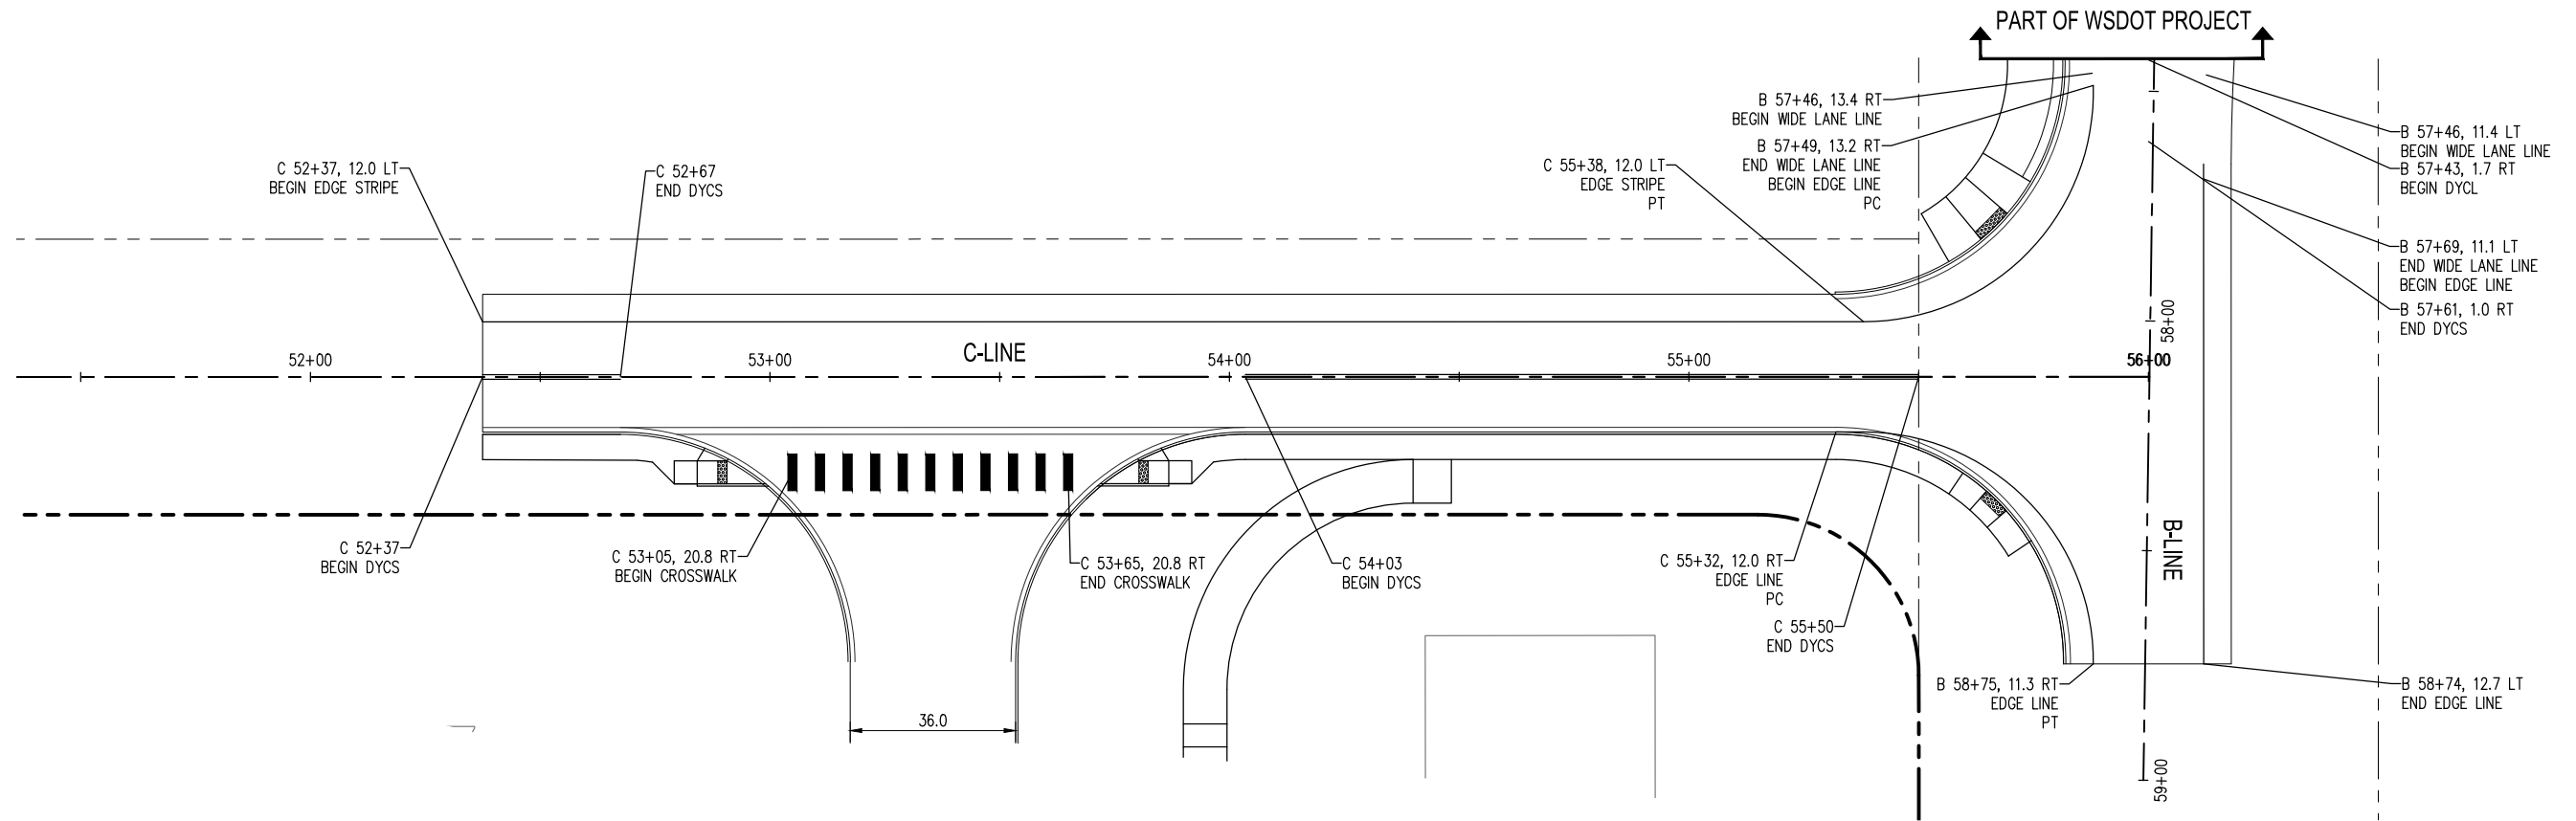 PART OF WSDOT PROJECT
B 57+46, 13.4 RT
BEGIN WIDE LANE LINE
B 57+49, 13.2 RT
END WIDE LANE LINE
BEGIN EDGE LINE
PC
B 57+46, 11.4 LT
BEGIN WIDE LANE LINE
B 57+43, 1.7 RT
BEGIN DYCL
C 52+37, 12.0 LT
BEGIN EDGE STRIPE
C 52+67
END DYCS
C 55+38, 12.0 LT
EDGE STRIPE
PT
B 57+69, 11.1 LT
END WIDE LANE LINE
BEGIN EDGE LINE
B 57+61, 1.0 RT
END DYCS
58+00
52+00
53+00
C-LINE
54+00
55+00
56+00
B-LINE
C 52+37
BEGIN DYCS
C 53+05, 20.8 RT
BEGIN CROSSWALK
C 53+65, 20.8 RT
END CROSSWALK
C 54+03
BEGIN DYCS
C 55+32, 12.0 RT
EDGE LINE
PC
C 55+50
END DYCS
B 58+75, 11.3 RT
EDGE LINE
PT
B 58+74, 12.7 LT
END EDGE LINE
36.0
59+00